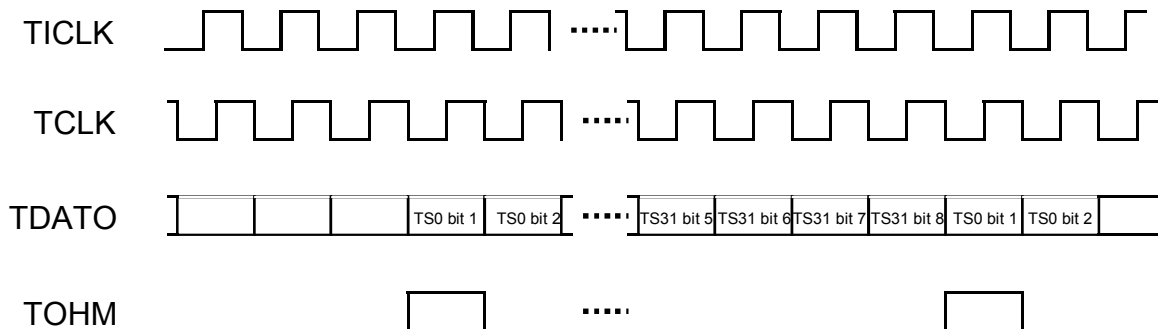 TICLK
TCLK
TDATO TS0 bit 1 TS0 bit 2 TS31 bit 5 TS31 bit 6 TS31 bit 7 TS31 bit 8 TS0 bit 1 TS0 bit 2
TOHM